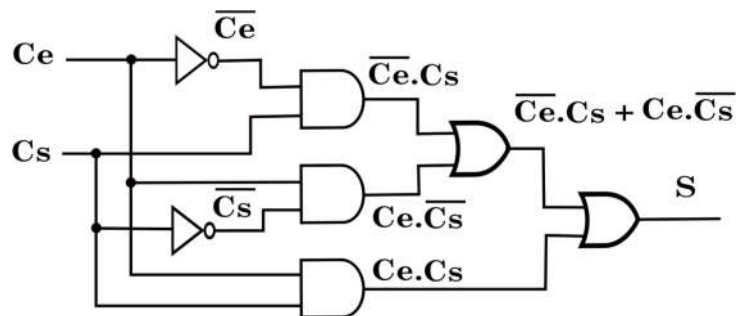 C̅e̅
Ce
C̅e̅.Cs
C̅e̅.Cs + Ce.C̅s̅
Cs
C̅s̅
Ce.C̅s̅
S
Ce.Cs